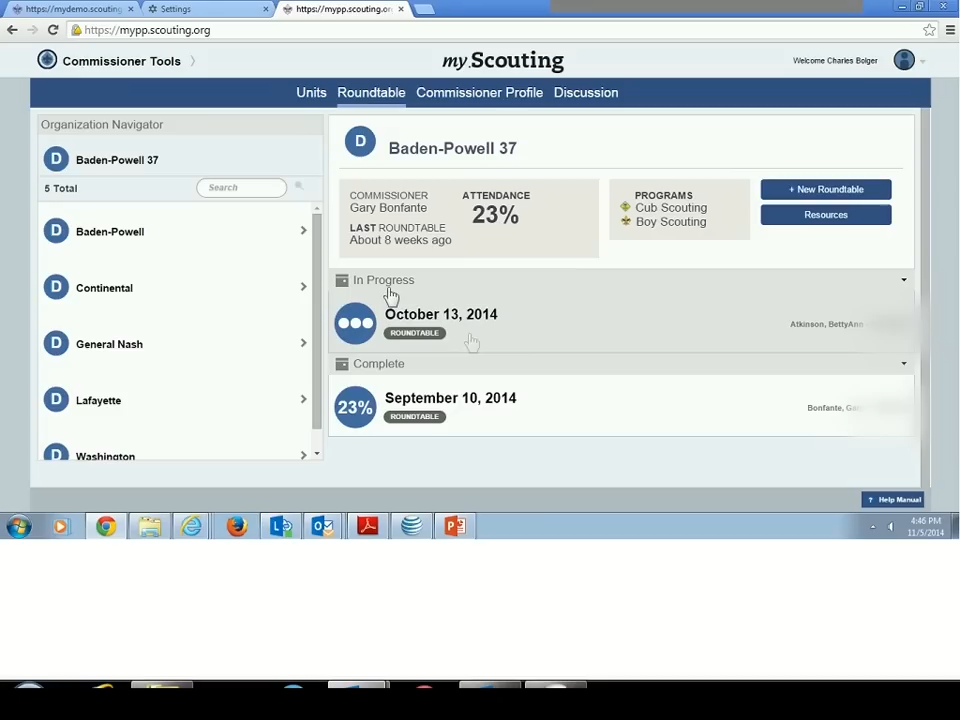 https://mydemo.scouting
Settings
https://mypp.scouting.org
https://mypp.scouting.org
Commissioner Tools
my.Scouting
Welcome Charles Bolger
Units Roundtable Commissioner Profile Discussion
Organization Navigator
D Baden-Powell 37
5 Total Search
D Baden-Powell
D Continental
D General Nash
D Lafayette
D Washington
D Baden-Powell 37
COMMISSIONER
Gary Bonfante
LAST ROUNDTABLE
About 8 weeks ago
ATTENDANCE
23%
PROGRAMS
Cub Scouting
Boy Scouting
+ New Roundtable
Resources
In Progress
October 13, 2014
ROUNDTABLE
Atkinson, BettyAnn
Complete
23% September 10, 2014
ROUNDTABLE
Bonfante,
? Help Manual
4:46 PM
11/5/2014